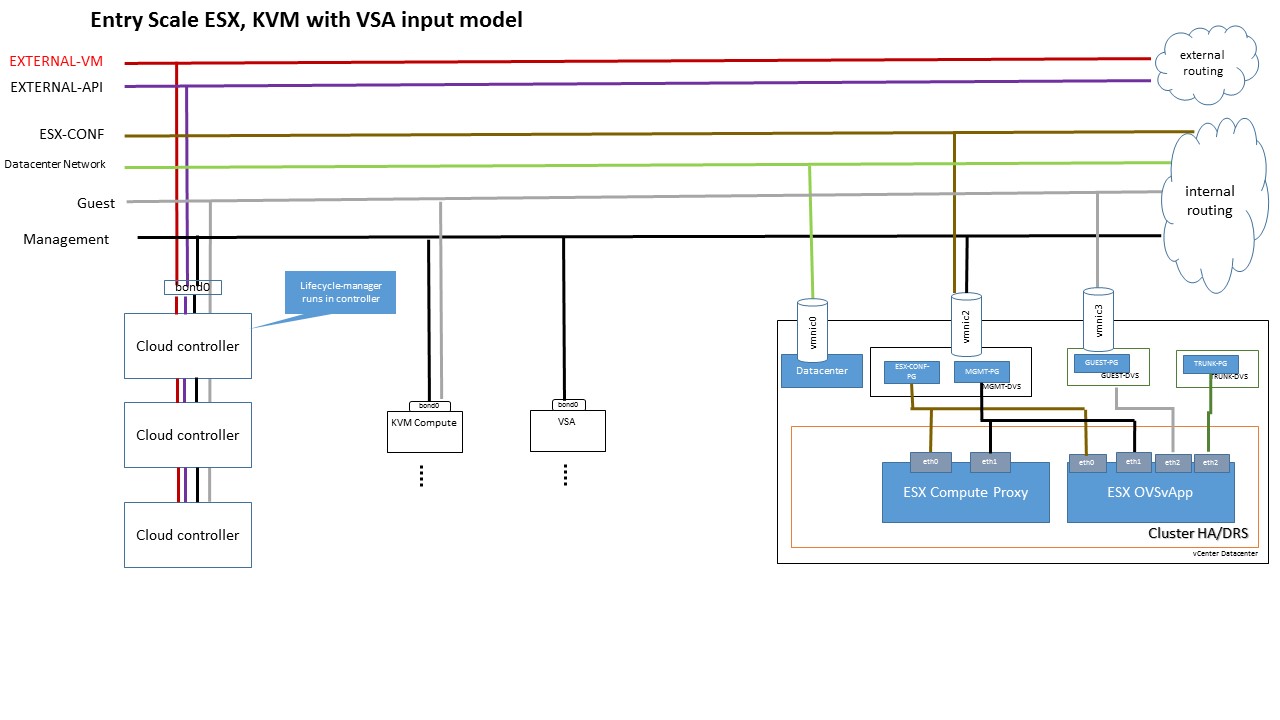 Entry Scale ESX, KVM with VSA input model
EXTERNAL-VM
EXTERNAL-API
ESX-CONF
Datacenter Network
Guest
Management
external
routing
internal
routing
bond0
Lifecycle-manager
runs in controller
Cloud controller
Cloud controller
Cloud controller
bond0
KVM Compute
bond0
VSA
vmnic0
vmnic2
vmnic3
Datacenter
ESX-CONF-
PG
MGMT-PG
MGMT-DVS
GUEST-PG
GUEST-DVS
TRUNK-PG
TRUNK-DVS
eth0
eth1
ESX Compute Proxy
eth0
eth1
eth2
eth2
ESX OVSvApp
Cluster HA/DRS
vCenter Datacenter